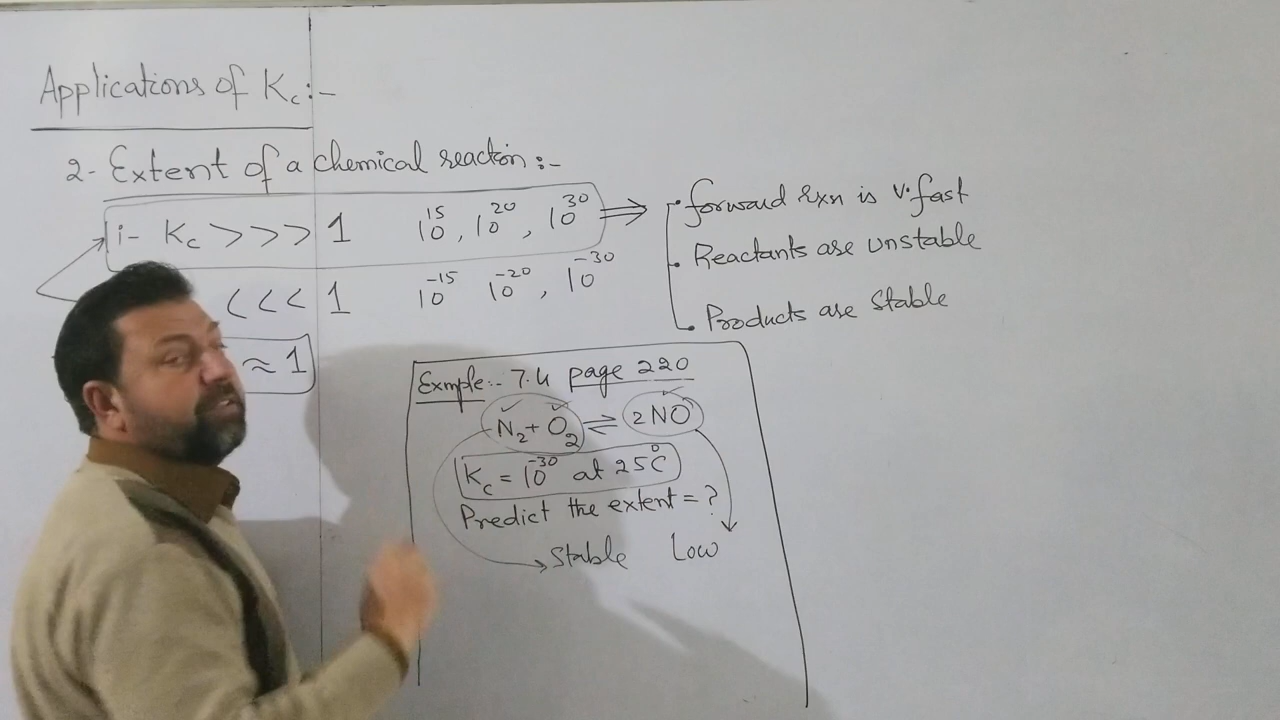 Applications of Kc:-
2- Extent of a chemical reaction:-
i- Kc >>> 1 10^15, 10^20, 10^30 ⇒
• forward rxn is v.fast
• Reactants are unstable
• Products are stable
<<< 1 10^-15 10^-20, 10^-30
≈ 1
Exmple:- 7.4 page 220
N2 + O2 ⇌ 2NO
Kc = 10^-30 at 25C°
Predict the extent = ?
Stable Low